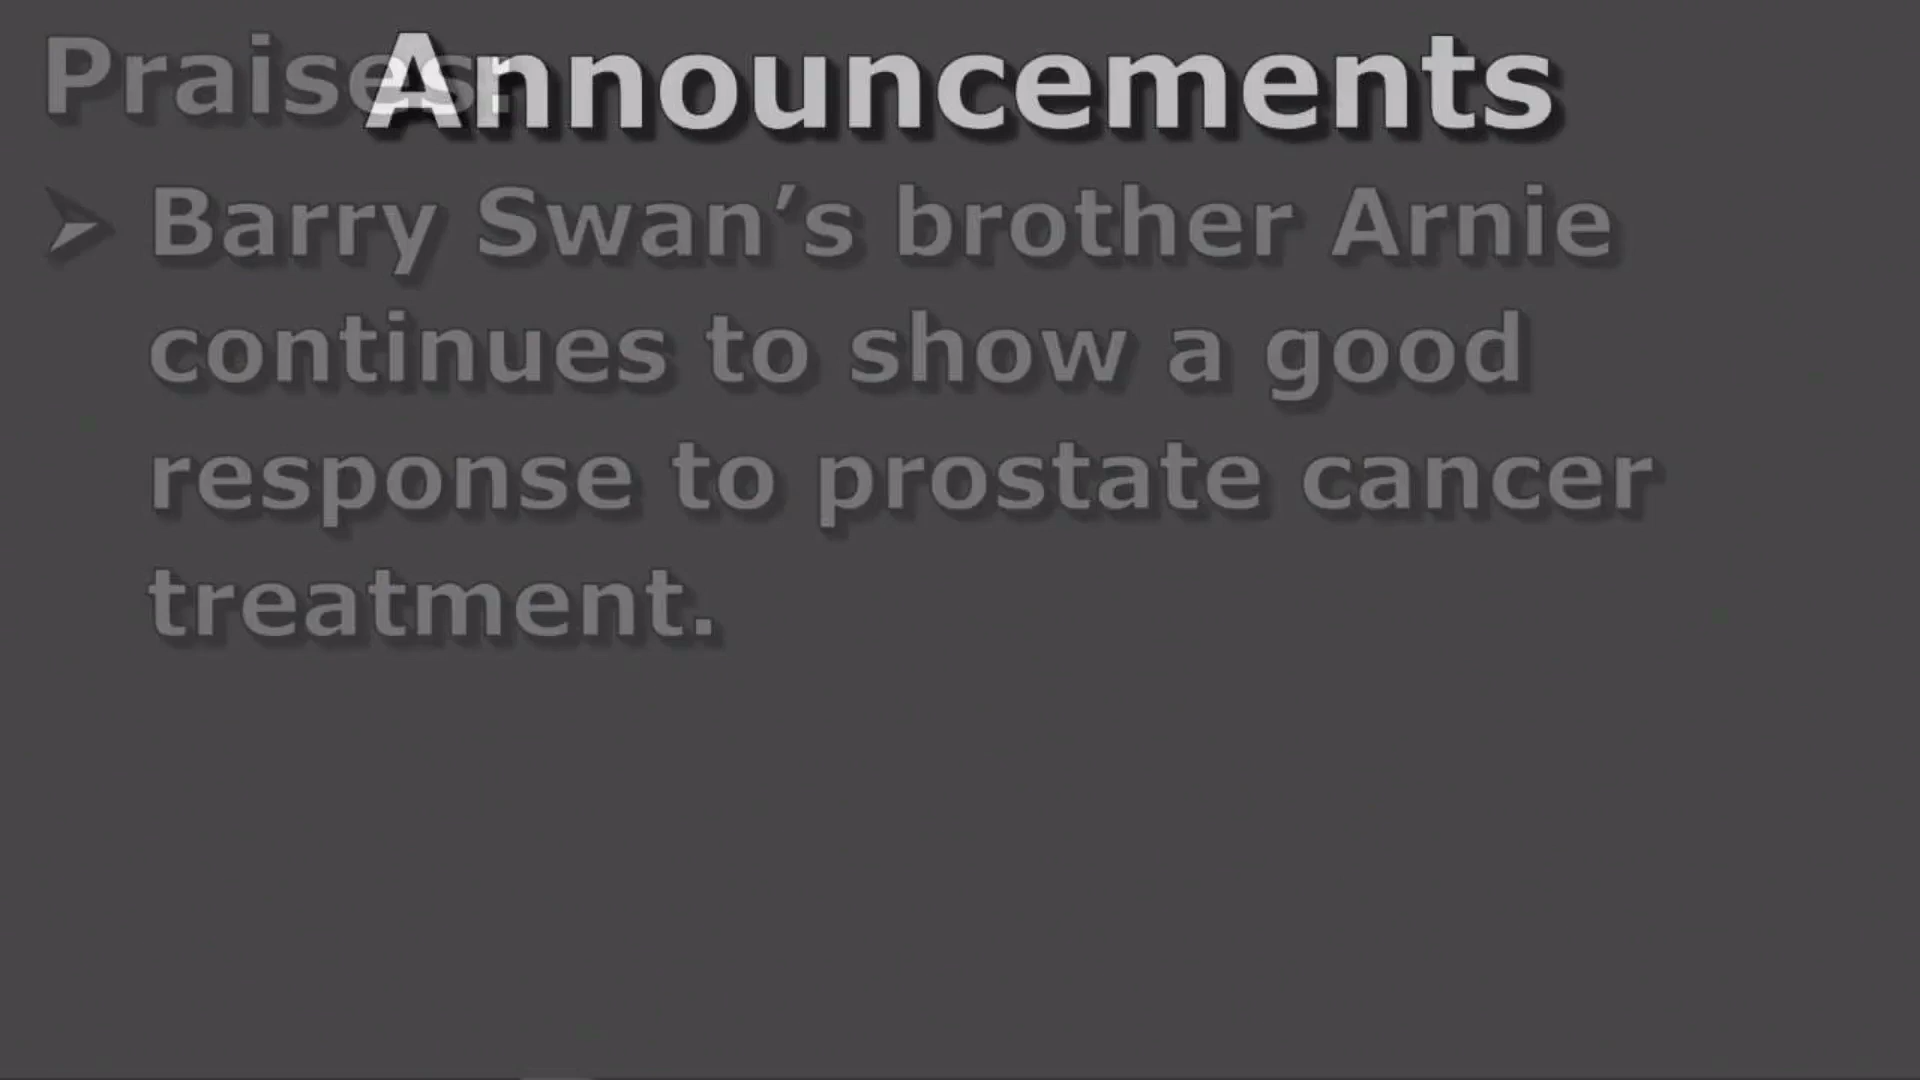 Praises:
Announcements
Barry Swan’s brother Arnie
continues to show a good
response to prostate cancer
treatment.